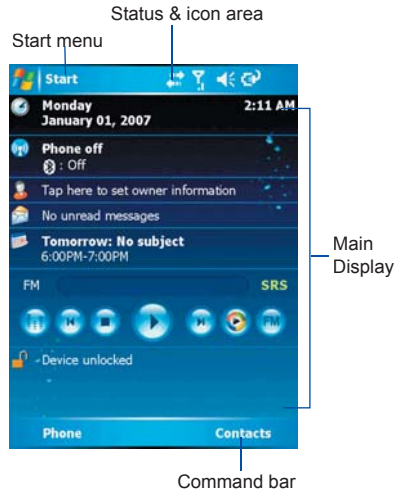 Status & icon area
Start menu
Start
Monday 2:11 AM
January 01, 2007
Phone off
: Off
Tap here to set owner information
No unread messages
Tomorrow: No subject
6:00PM-7:00PM
Main
Display
FM SRS
FM
Device unlocked
Phone Contacts
Command bar